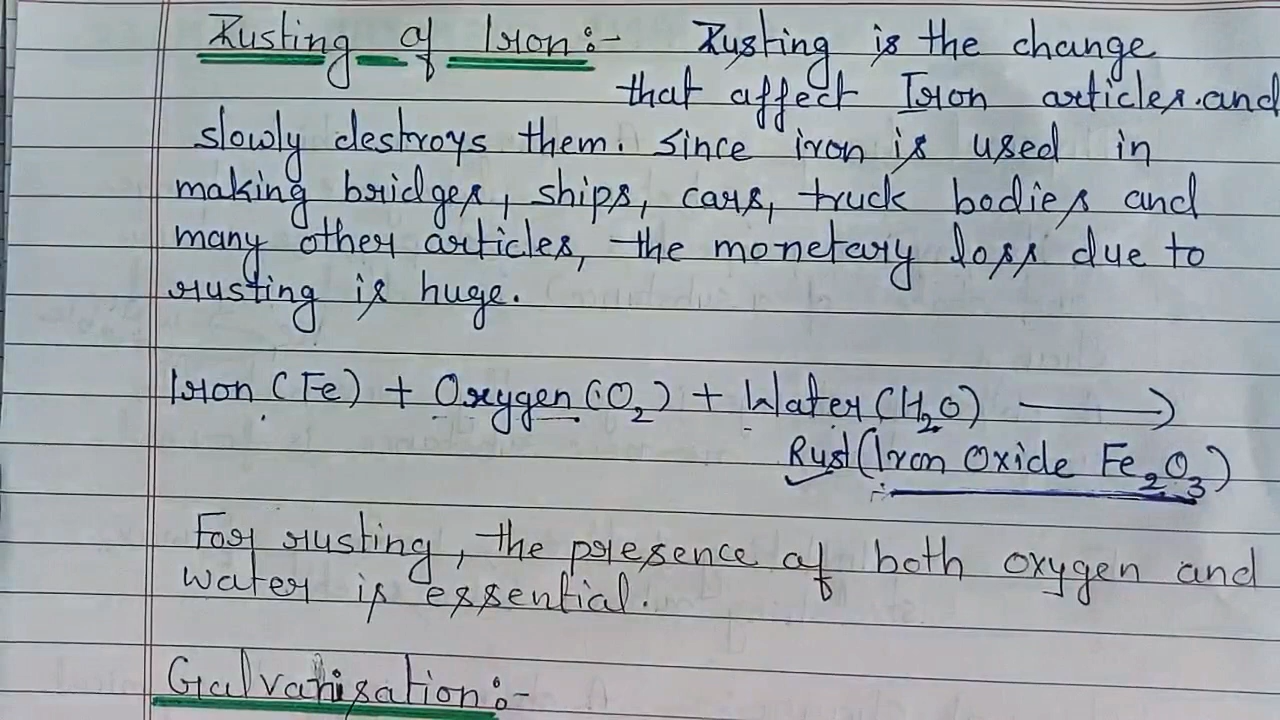 Rusting of Iron:- Rusting is the change
that affect Iron articles.and
slowly destroys them. Since iron is used in
making bridges, ships, cars, truck bodies and
many other articles, the monetary loss due to
rusting is huge.
Iron (Fe) + Oxygen (O₂) + Water (H₂O) ⟶
Rust (Iron Oxide Fe₂O₃)
For rusting, the presence of both oxygen and
water is essential.
Galvanisation:-